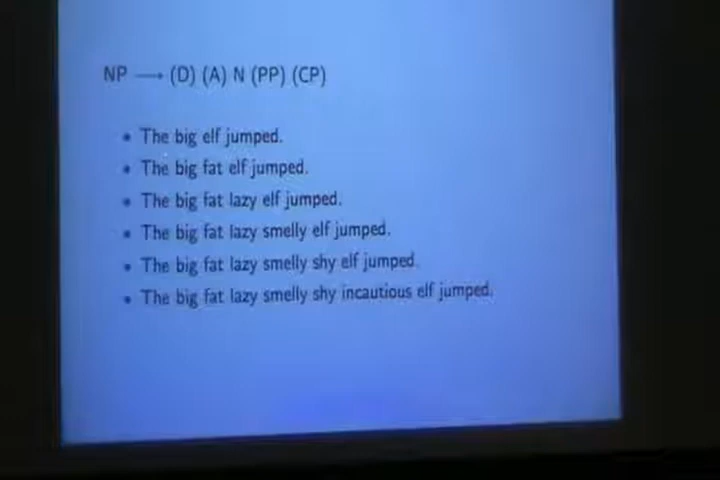 NP ⟶ (D) (A) N (PP) (CP)
• The big elf jumped.
• The big fat elf jumped.
• The big fat lazy elf jumped.
• The big fat lazy smelly elf jumped.
• The big fat lazy smelly shy elf jumped.
• The big fat lazy smelly shy incautious elf jumped.